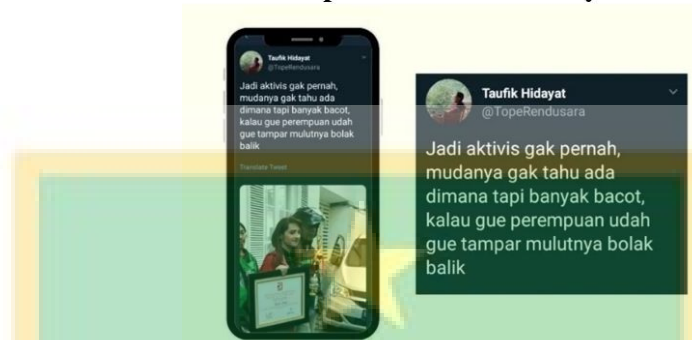 Taufik Hidayat
@TopeRendusara
Jadi aktivis gak pernah,
mudanya gak tahu ada
dimana tapi banyak bacot,
kalau gue perempuan udah
gue tampar mulutnya bolak
balik
Translate Tweet
Taufik Hidayat
@TopeRendusara
Jadi aktivis gak pernah,
mudanya gak tahu ada
dimana tapi banyak bacot,
kalau gue perempuan udah
gue tampar mulutnya bolak
balik